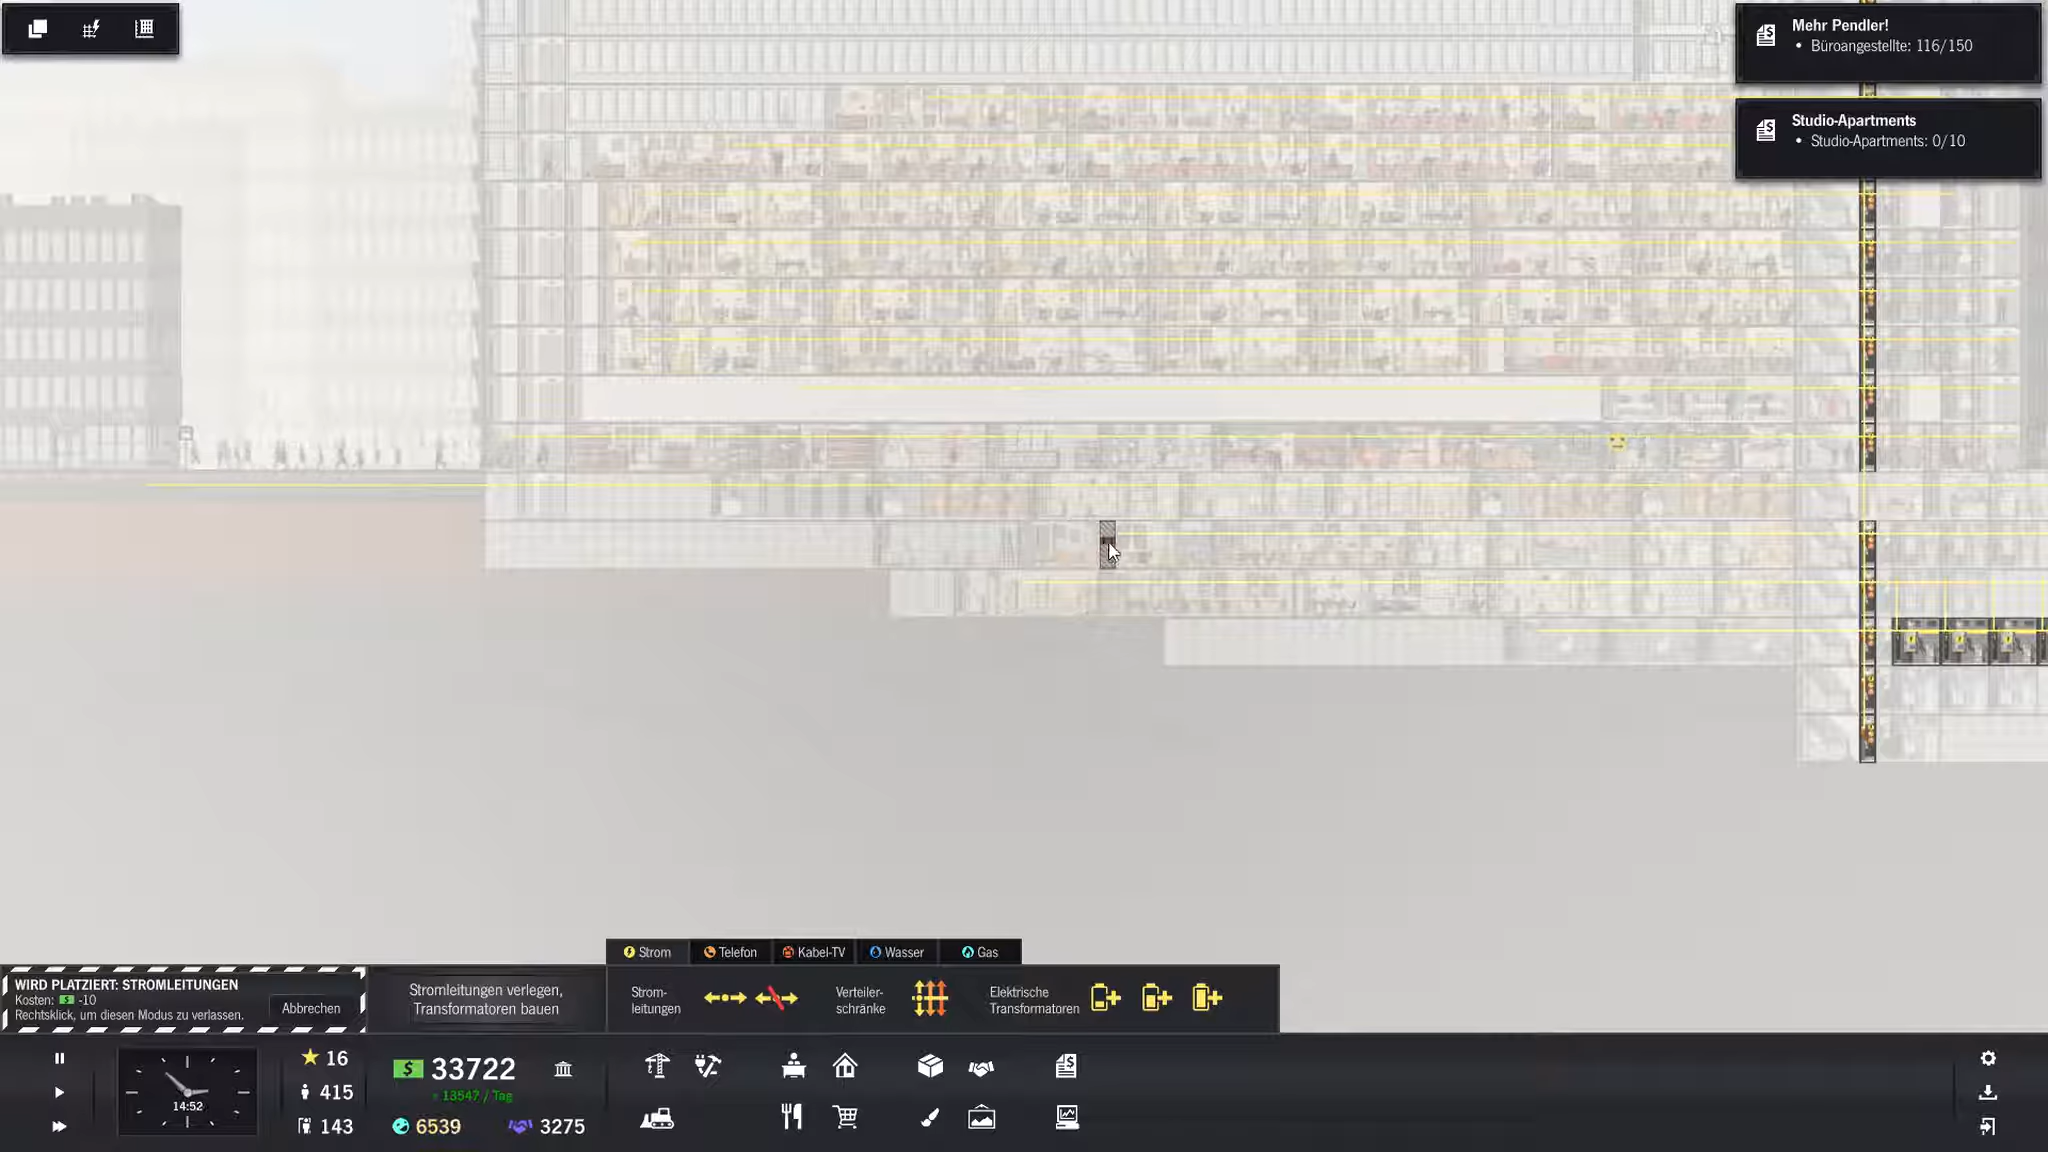 Mehr Pendler!
• Büroangestellte: 116/150
Studio-Apartments
• Studio-Apartments: 0/10
Strom
Telefon
Kabel-TV
Wasser
Gas
WIRD PLATZIERT: STROMLEITUNGEN
Kosten: -10
Rechtsklick, um diesen Modus zu verlassen.
Abbrechen
Stromleitungen verlegen,
Transformatoren bauen
Strom-
leitungen
Verteiler-
schränke
Elektrische
Transformatoren
14:52
16
415
143
33722
13547 / Tag
6539
3275